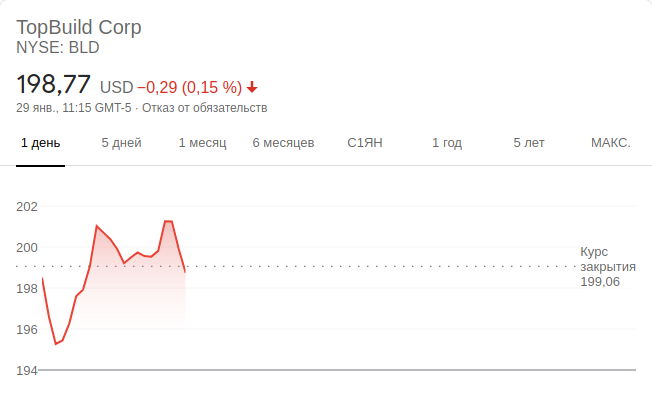 TopBuild Corp
NYSE: BLD
198,77 USD −0,29 (0,15 %)
29 янв., 11:15 GMT-5 · Отказ от обязательств
1 день 5 дней 1 месяц 6 месяцев С1ЯН 1 год 5 лет МАКС.
202
200
198
196
194
Курс
закрытия
199,06